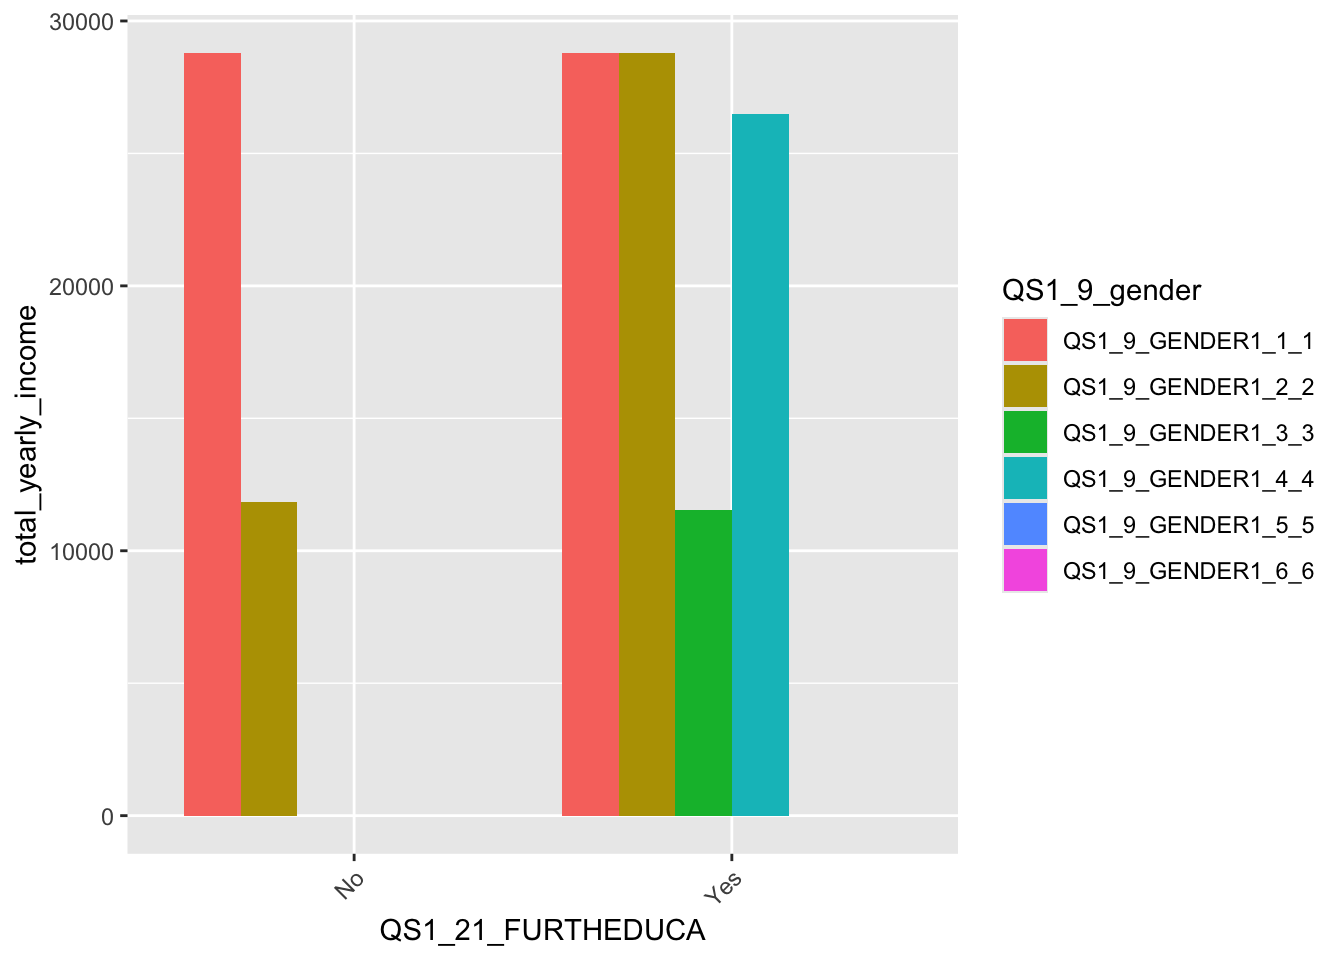 30000
20000
10000
0
total_yearly_income
No
Yes
QS1_21_FURTHEDUCA
QS1_9_gender
QS1_9_GENDER1_1_1
QS1_9_GENDER1_2_2
QS1_9_GENDER1_3_3
QS1_9_GENDER1_4_4
QS1_9_GENDER1_5_5
QS1_9_GENDER1_6_6